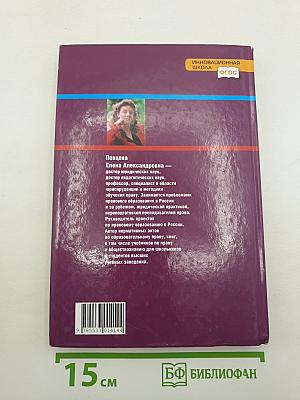 ИННОВАЦИОННАЯ
ШКОЛА
ФГОС
Певцова
Елена Александровна —
доктор юридических наук,
доктор педагогических наук,
профессор, специалист в области
юриспруденции и методики
обучения праву. Занимается проблемами
правового образования в России
и за рубежом, юридической практикой,
переподготовкой преподавателей права.
Руководитель проектов
по правовому образованию в России.
Автор нормативных актов
по образовательному праву, книг,
в том числе учебников по праву
и обществознанию для школьников
и студентов высших
учебных заведений.
15 см
БФ БИБЛИОФАН